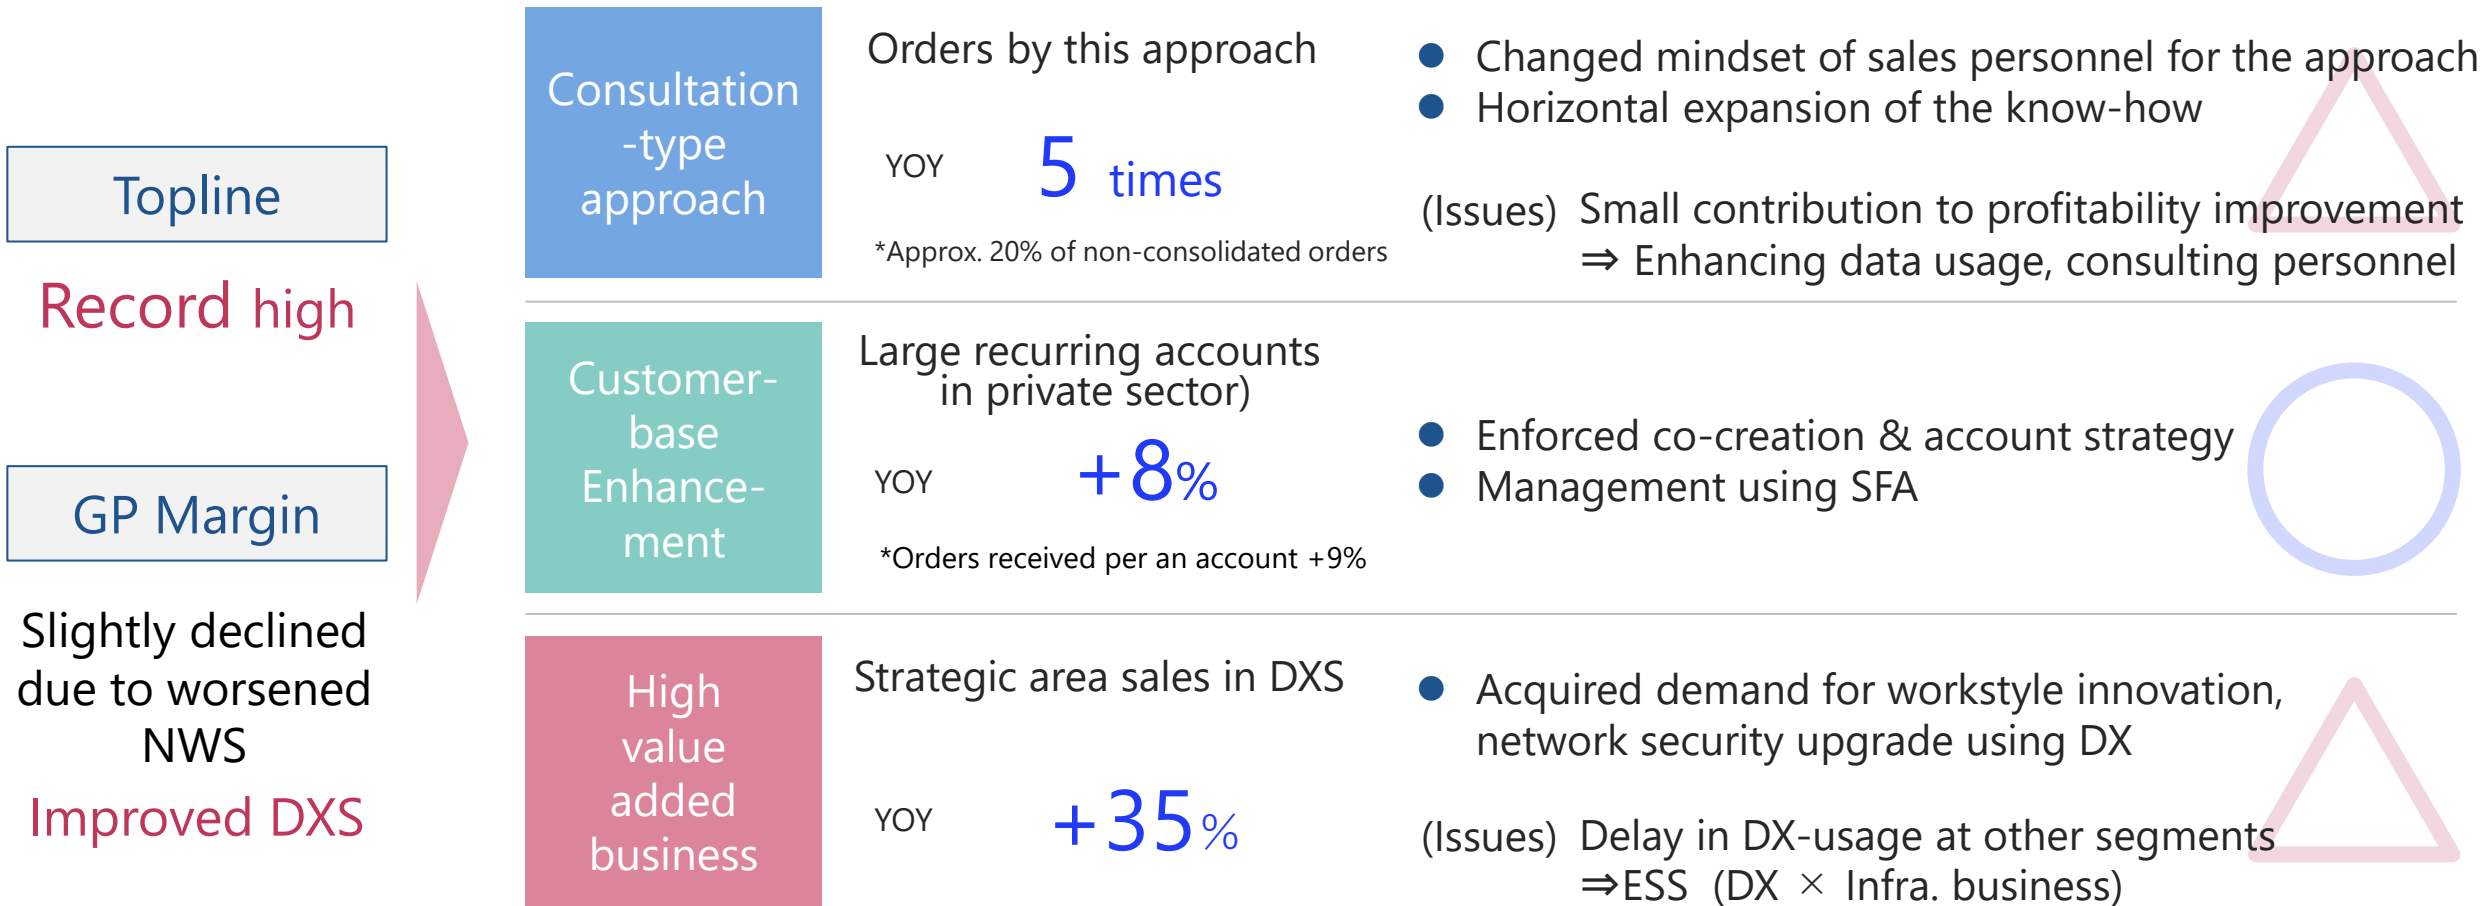 Topline
Record high
GP Margin
Slightly declined
due to worsened
NWS
Improved DXS
Consultation
-type
approach
Orders by this approach
YOY 5 times
*Approx. 20% of non-consolidated orders
● Changed mindset of sales personnel for the approach
● Horizontal expansion of the know-how
(Issues) Small contribution to profitability improvement
⇒ Enhancing data usage, consulting personnel
Customer-
base
Enhance-
ment
Large recurring accounts
in private sector)
YOY +8%
*Orders received per an account +9%
● Enforced co-creation & account strategy
● Management using SFA
High
value
added
business
Strategic area sales in DXS
YOY +35%
● Acquired demand for workstyle innovation,
network security upgrade using DX
(Issues) Delay in DX-usage at other segments
⇒ESS (DX × Infra. business)